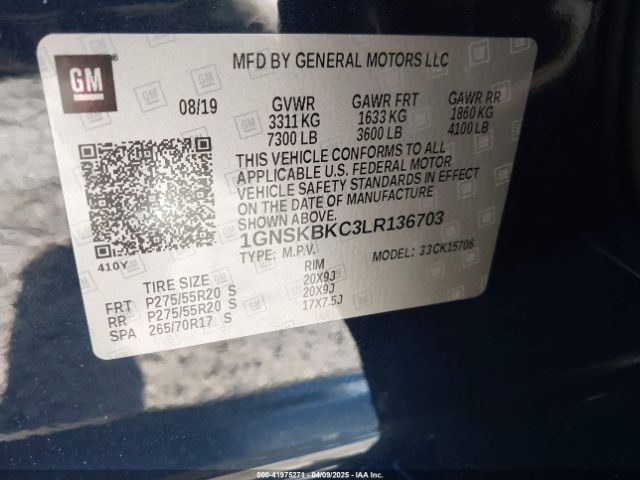 GM
MFD BY GENERAL MOTORS LLC
08/19 GVWR GAWR FRT GAWR RR
3311 KG 1633 KG 1860 KG
7300 LB 3600 LB 4100 LB
THIS VEHICLE CONFORMS TO ALL
APPLICABLE U.S. FEDERAL MOTOR
VEHICLE SAFETY STANDARDS IN EFFECT
ON THE DATE OF MANUFACTURE
SHOWN ABOVE.
1GNSKBKC3LR136703
410Y TYPE: M.P.V. MODEL: 33CK15706
TIRE SIZE RIM
FRT P275/55R20 S 20X9J
RR P275/55R20 S 20X9J
SPA 265/70R17 S 17X7.5J
000-41975271 - 04/09/2025 - IAAI, Inc.